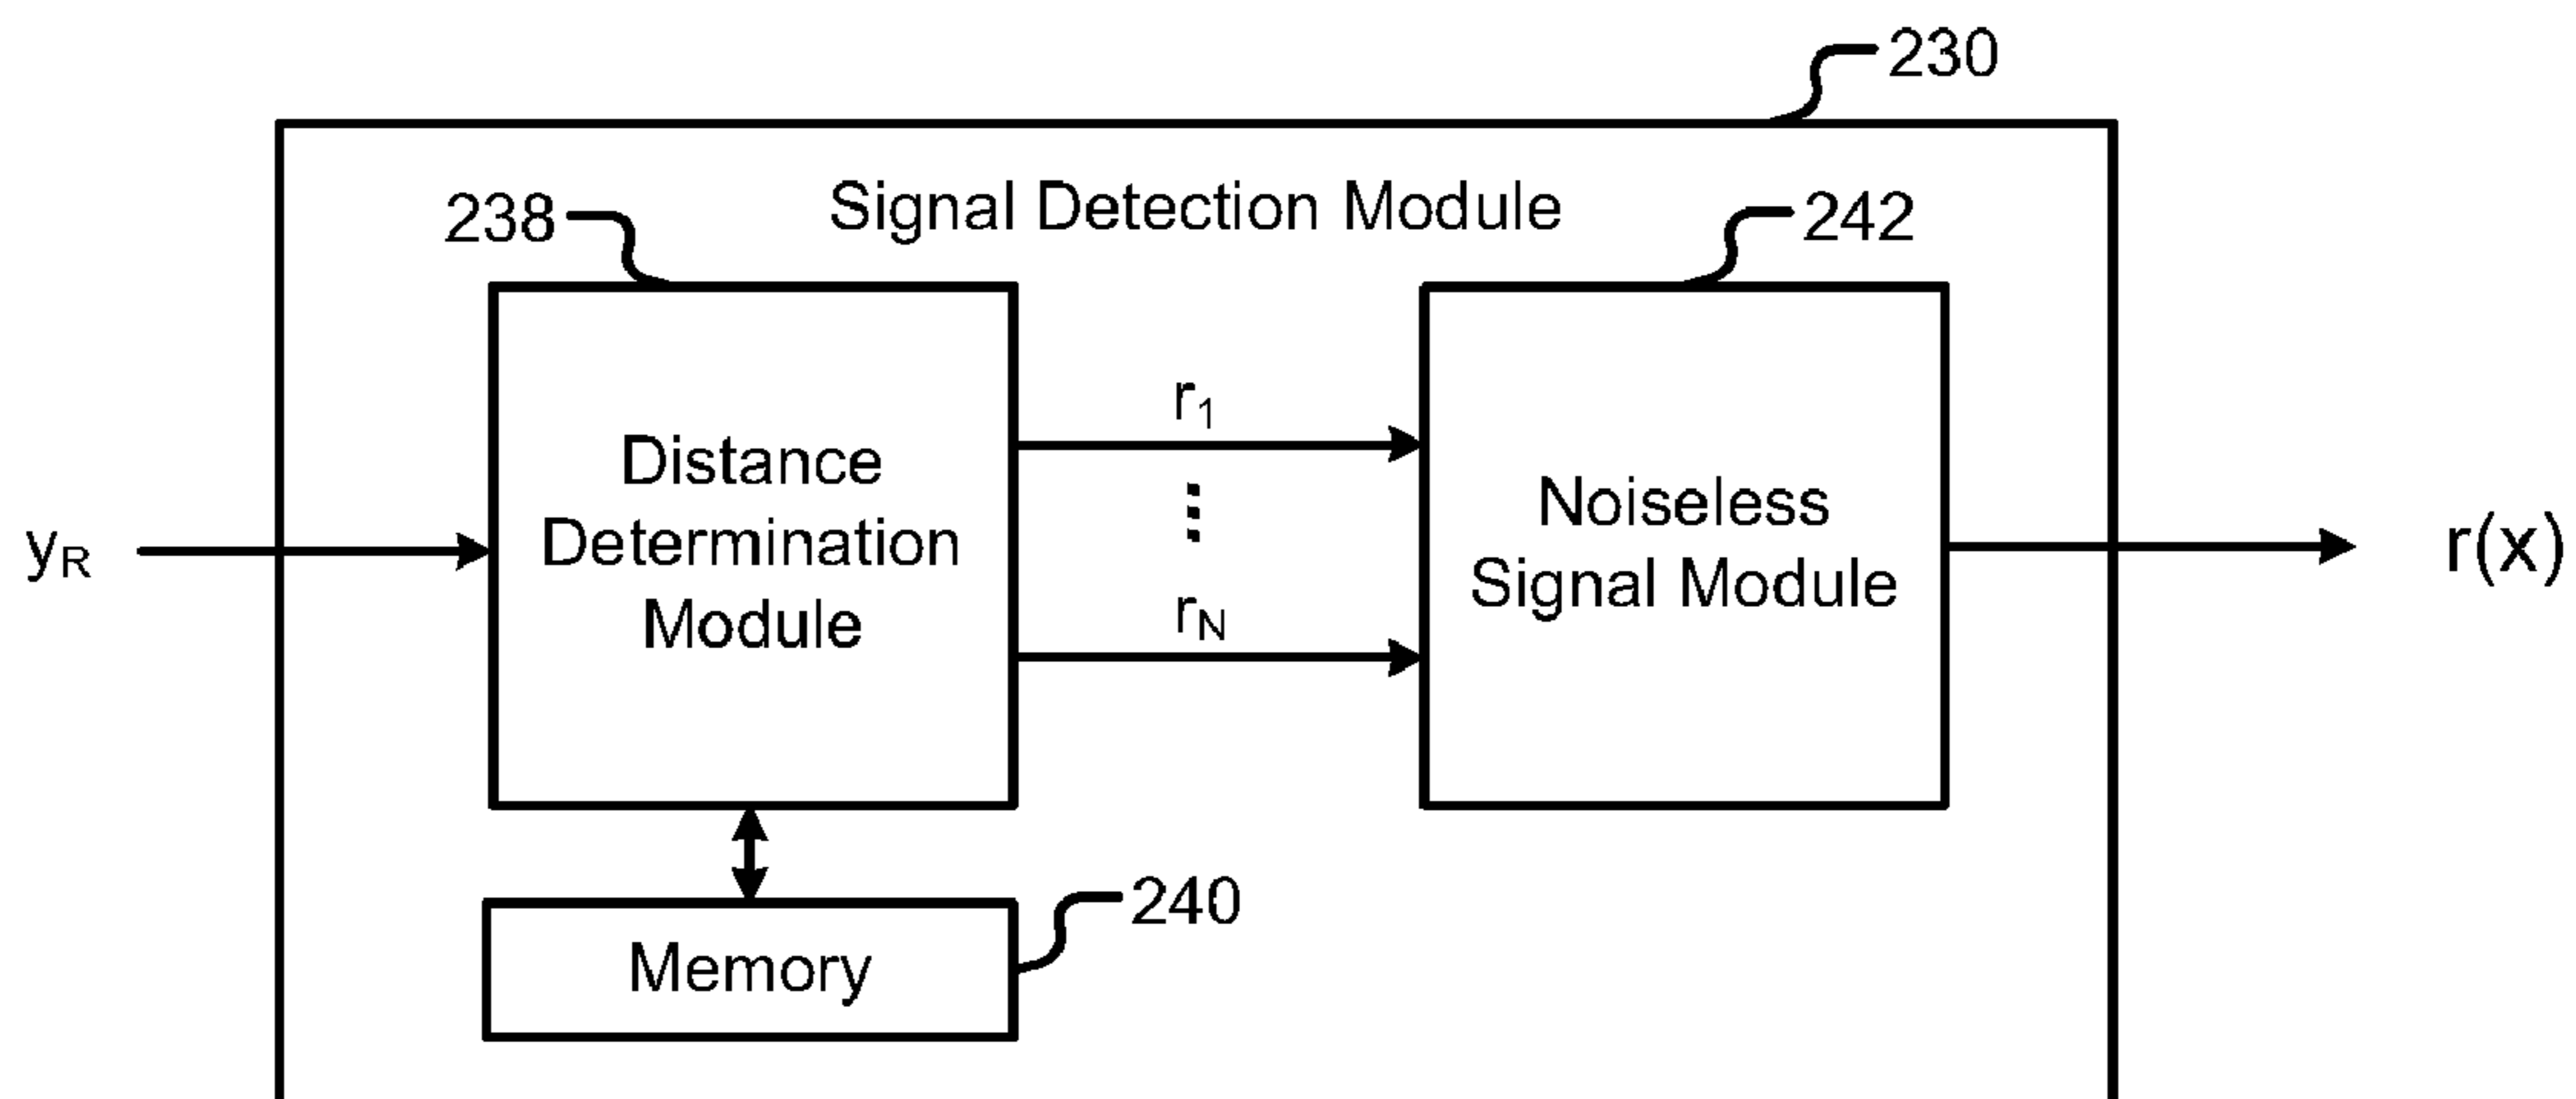 230
Signal Detection Module
238
242
r1
Distance
Determination
Module
Noiseless
Signal Module
yR
r(x)
rN
240
Memory